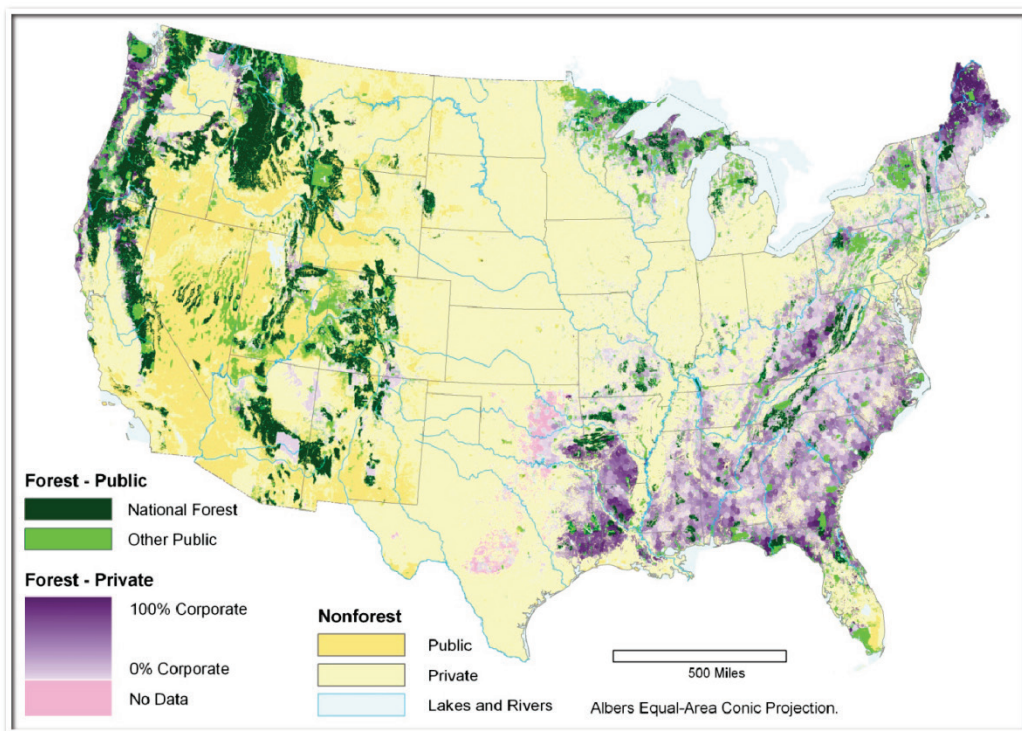 Forest - Public
National Forest
Other Public
Forest - Private
100% Corporate
0% Corporate
No Data
Nonforest
Public
Private
Lakes and Rivers
500 Miles
Albers Equal-Area Conic Projection.